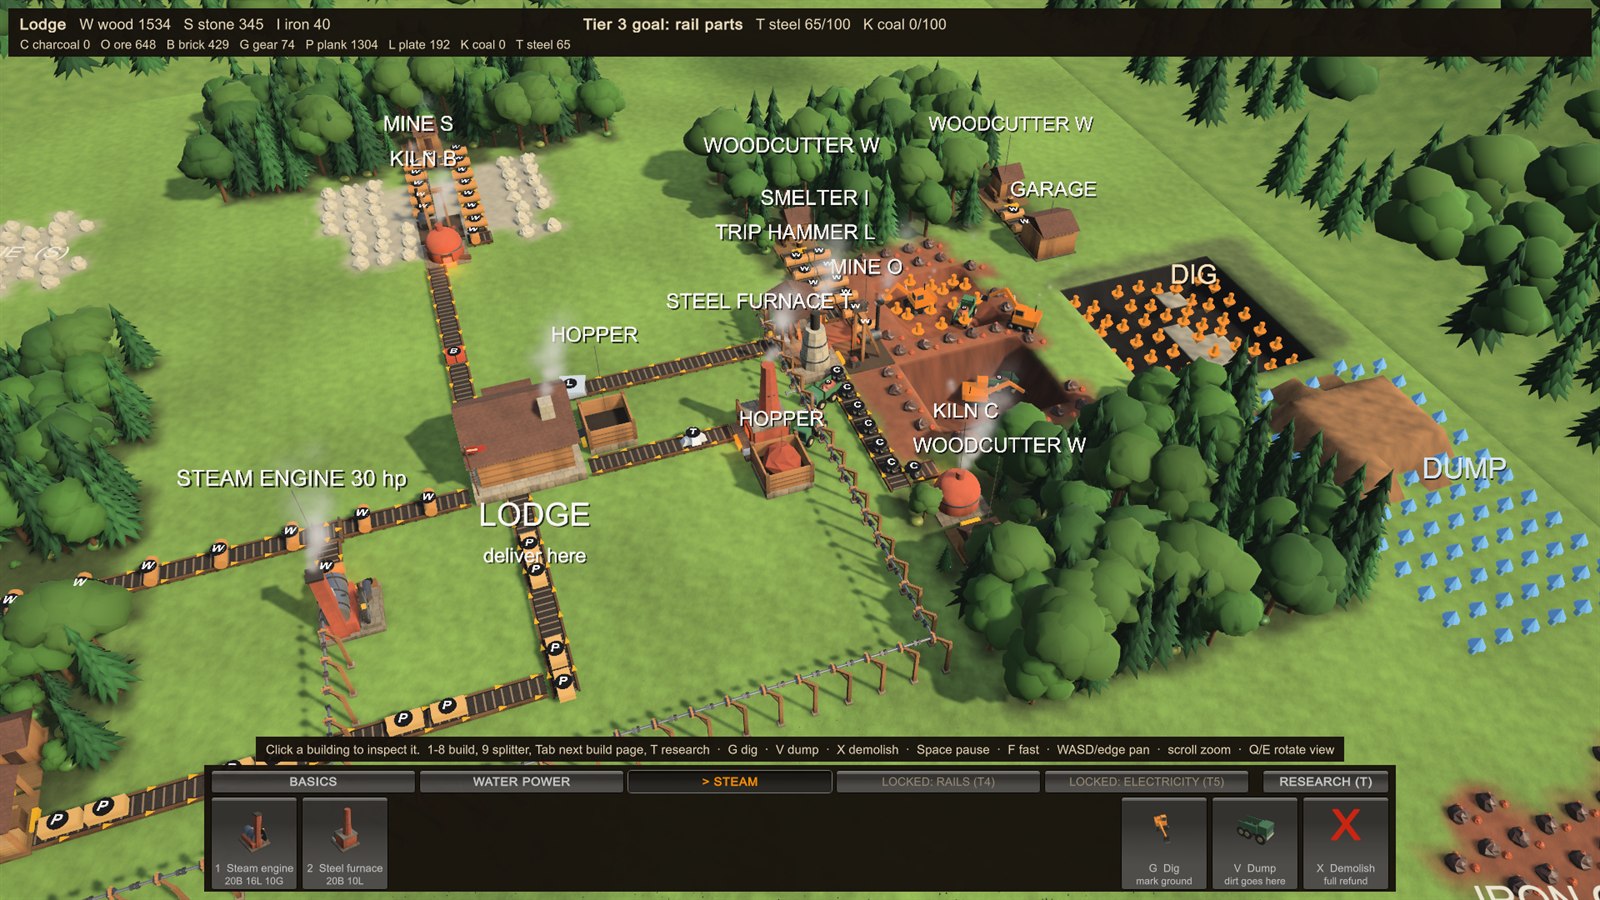 Lodge W wood 1534 S stone 345 I iron 40
Tier 3 goal: rail parts T steel 65/100 K coal 0/100
C charcoal 0 O ore 648 B brick 429 G gear 74 P plank 1304 L plate 192 K coal 0 T steel 65
MINE S
KILN B
WOODCUTTER W
WOODCUTTER W
SMELTER I
GARAGE
TRIP HAMMER L
MINE O
DIG
STEEL FURNACE T
HOPPER
HOPPER
KILN C
WOODCUTTER W
DUMP
STEAM ENGINE 30 hp
LODGE
deliver here
Click a building to inspect it. 1-8 build, 9 splitter, Tab next build page, T research · G dig · V dump · X demolish · Space pause · F fast · WASD/edge pan · scroll zoom · Q/E rotate view
BASICS
WATER POWER
> STEAM
LOCKED: RAILS (T4)
LOCKED: ELECTRICITY (T5)
RESEARCH (T)
1 Steam engine
20B 16L 10G
2 Steel furnace
20B 10L
G Dig
mark ground
V Dump
dirt goes here
X
X Demolish
full refund